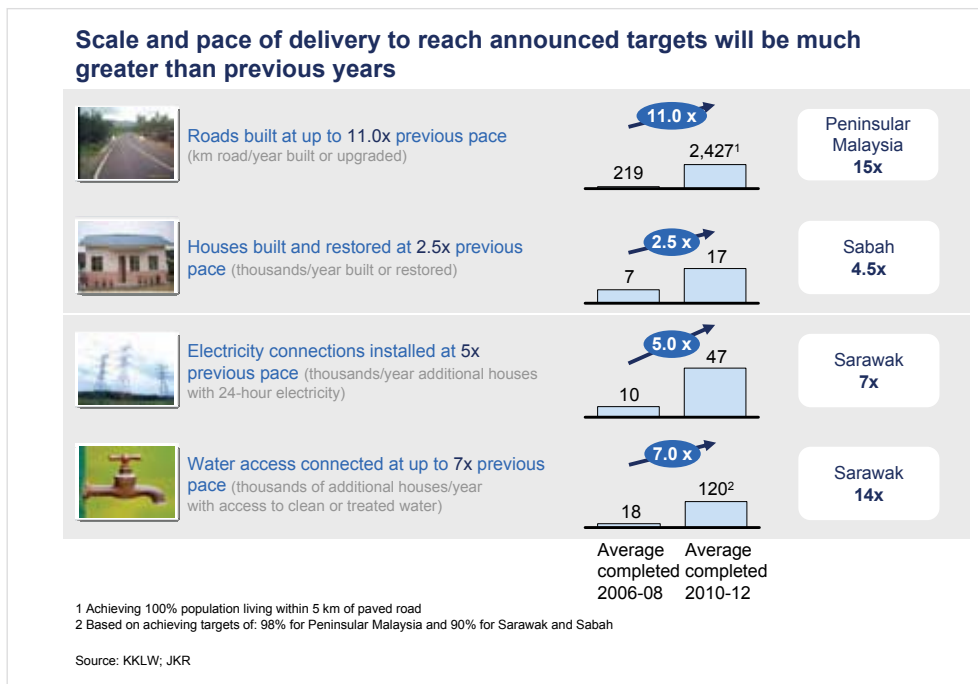 Scale and pace of delivery to reach announced targets will be much
greater than previous years
Roads built at up to 11.0x previous pace
(km road/year built or upgraded)
11.0 x
219
2,427¹
Peninsular
Malaysia
15x
Houses built and restored at 2.5x previous
pace (thousands/year built or restored)
2.5 x
7
17
Sabah
4.5x
Electricity connections installed at 5x
previous pace (thousands/year additional houses
with 24-hour electricity)
5.0 x
10
47
Sarawak
7x
Water access connected at up to 7x previous
pace (thousands of additional houses/year
with access to clean or treated water)
7.0 x
18
120²
Sarawak
14x
Average
completed
2006-08
Average
completed
2010-12
1 Achieving 100% population living within 5 km of paved road
2 Based on achieving targets of: 98% for Peninsular Malaysia and 90% for Sarawak and Sabah
Source: KKLW; JKR